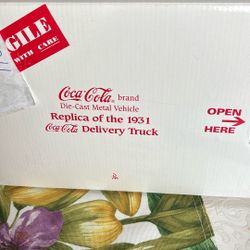 GILE
WITH CARE
Coca-Cola® brand
Die-Cast Metal Vehicle
Replica of the 1931
Coca-Cola Delivery Truck
OPEN
HERE